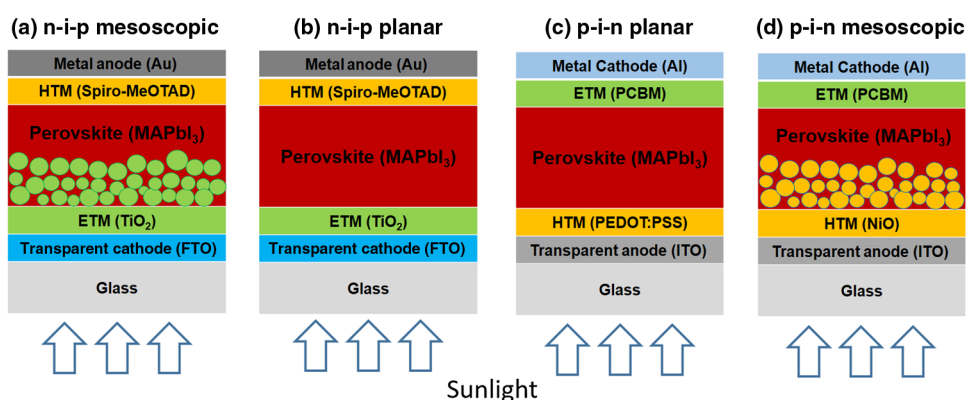 (a) n-i-p mesoscopic
Metal anode (Au)
HTM (Spiro-MeOTAD)
Perovskite (MAPbI₃)
ETM (TiO₂)
Transparent cathode (FTO)
Glass
(b) n-i-p planar
Metal anode (Au)
HTM (Spiro-MeOTAD)
Perovskite (MAPbI₃)
ETM (TiO₂)
Transparent cathode (FTO)
Glass
(c) p-i-n planar
Metal Cathode (Al)
ETM (PCBM)
Perovskite (MAPbI₃)
HTM (PEDOT:PSS)
Transparent anode (ITO)
Glass
(d) p-i-n mesoscopic
Metal Cathode (Al)
ETM (PCBM)
Perovskite (MAPbI₃)
HTM (NiO)
Transparent anode (ITO)
Glass
Sunlight